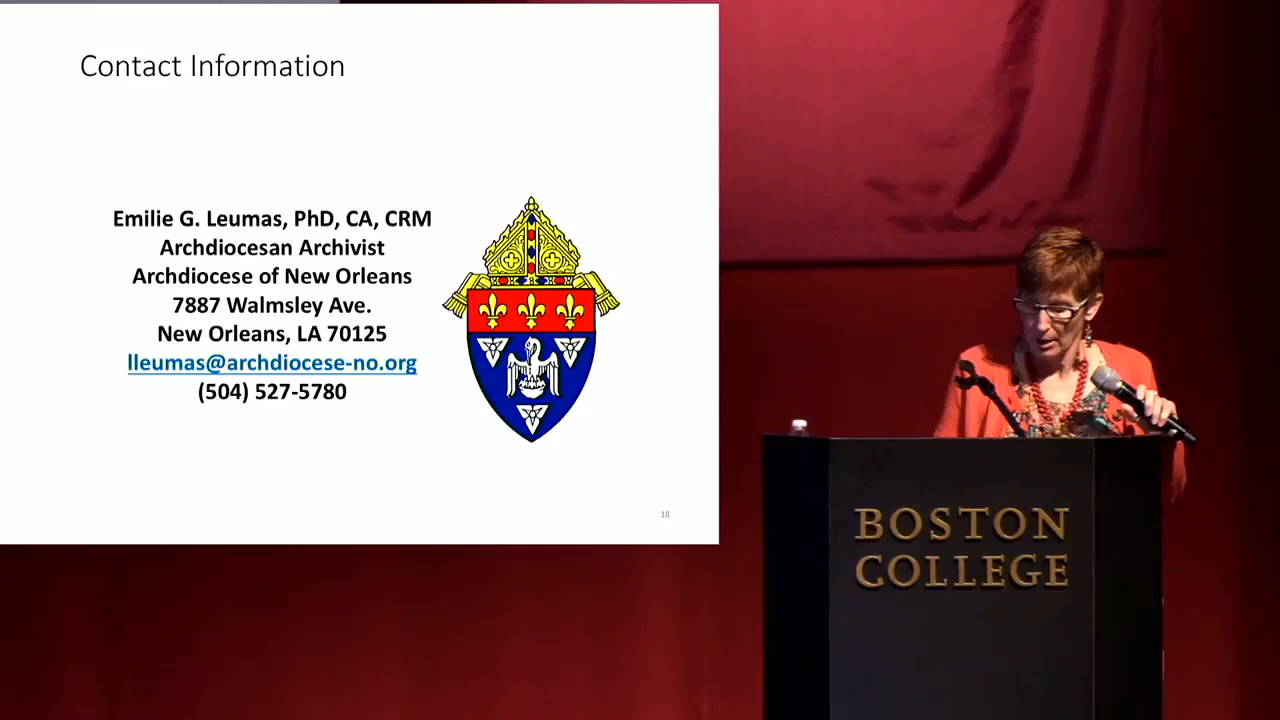 Contact Information
Emilie G. Leumas, PhD, CA, CRM
Archdiocesan Archivist
Archdiocese of New Orleans
7887 Walmsley Ave.
New Orleans, LA 70125
lleumas@archdiocese-no.org
(504) 527-5780
18
BOSTON
COLLEGE